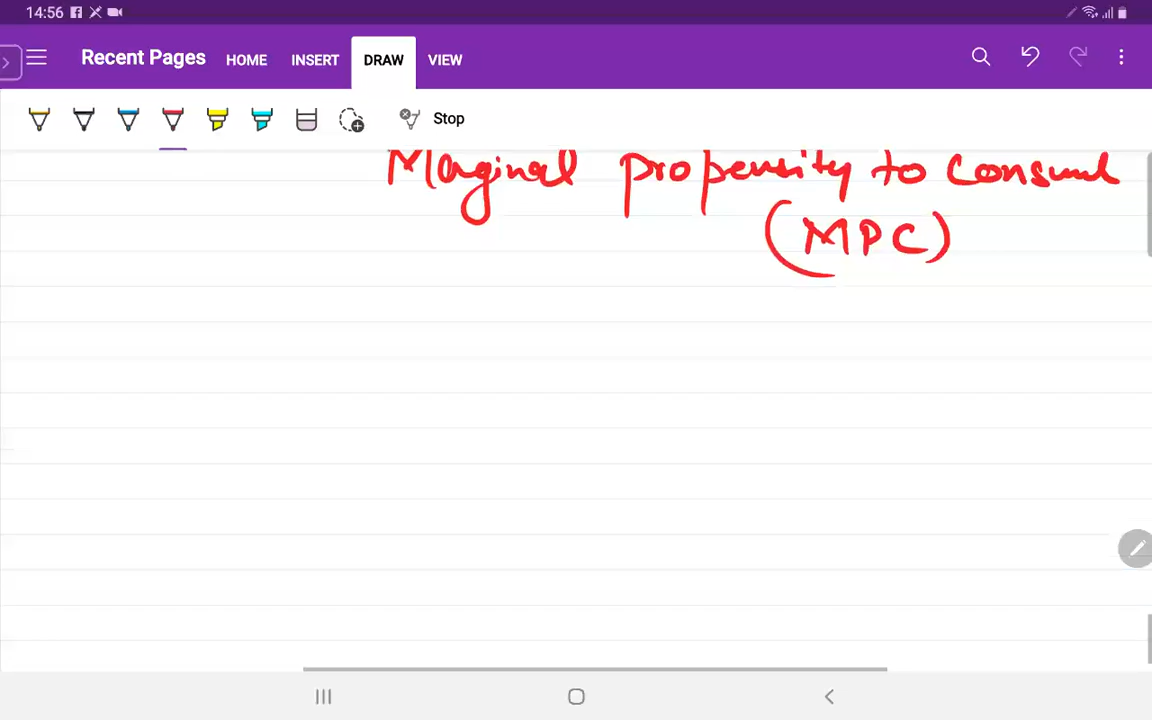 14:56
Recent Pages HOME INSERT DRAW VIEW
Stop
Marginal propensity to consume
(MPC)